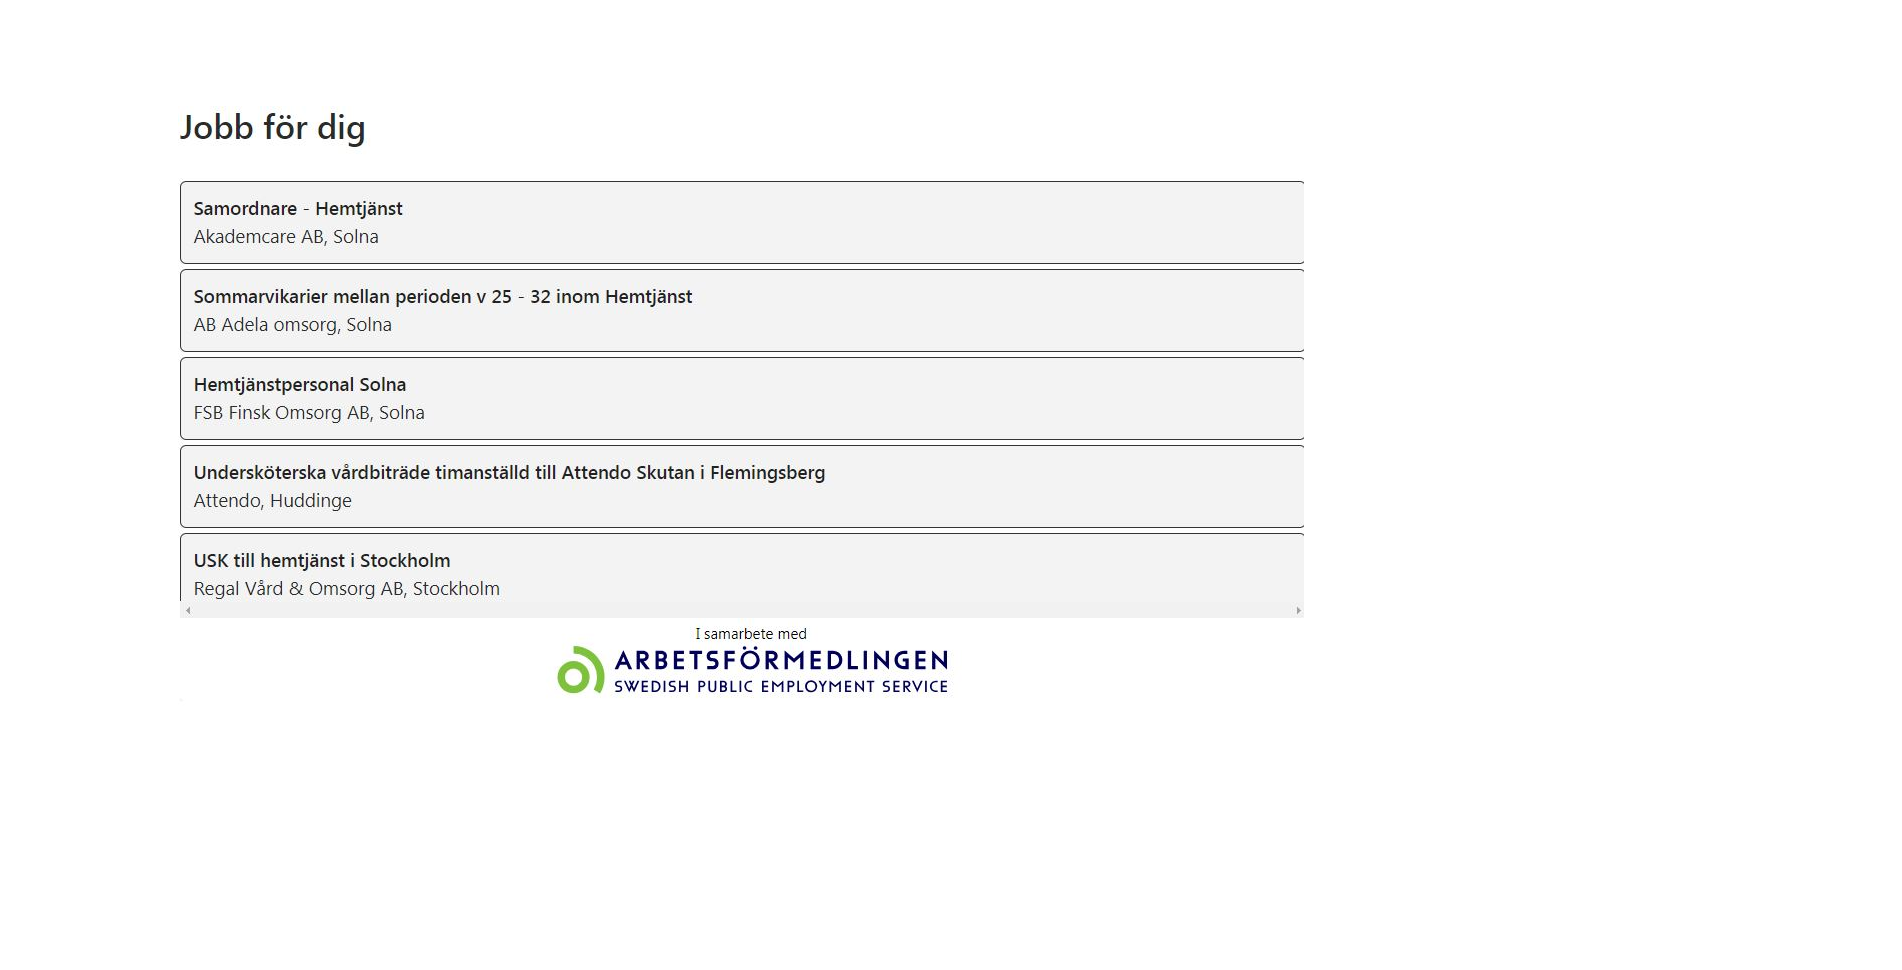 Jobb för dig
Samordnare - Hemtjänst
Akademcare AB, Solna
Sommarvikarier mellan perioden v 25 - 32 inom Hemtjänst
AB Adela omsorg, Solna
Hemtjänstpersonal Solna
FSB Finsk Omsorg AB, Solna
Undersköterska vårdbiträde timanställd till Attendo Skutan i Flemingsberg
Attendo, Huddinge
USK till hemtjänst i Stockholm
Regal Vård & Omsorg AB, Stockholm
I samarbete med
ARBETSFÖRMEDLINGEN
SWEDISH PUBLIC EMPLOYMENT SERVICE